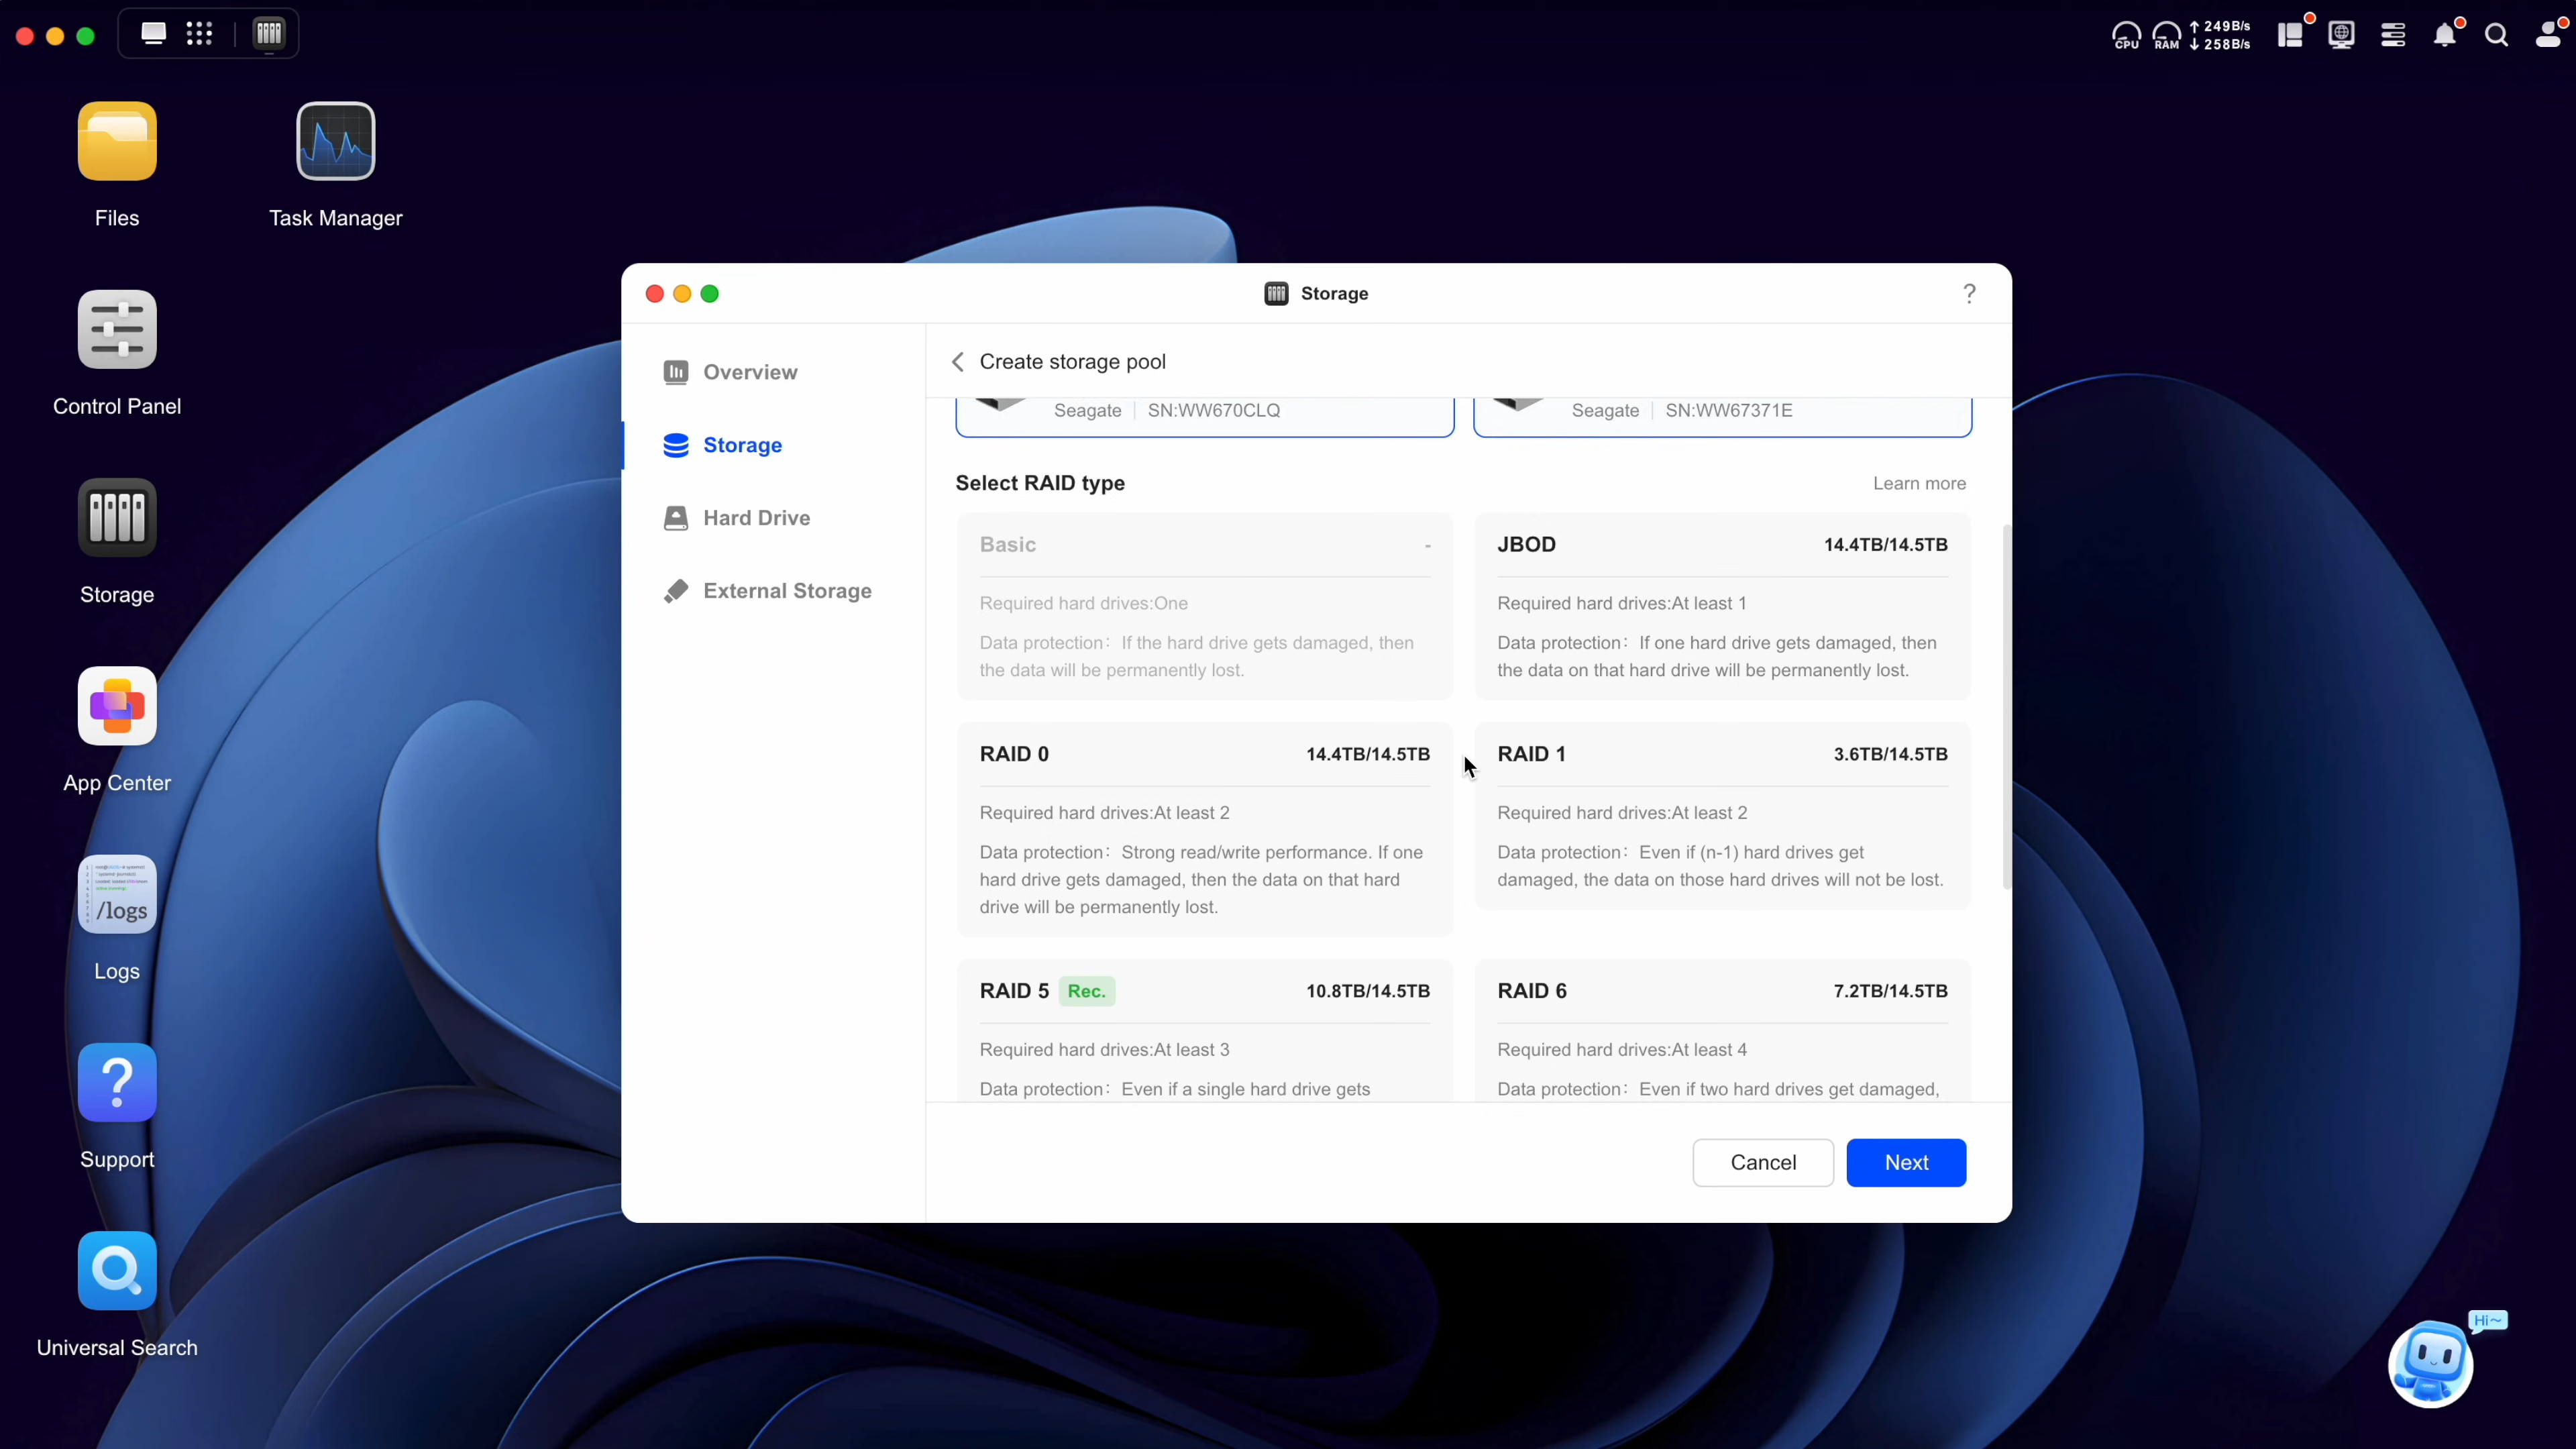 CPU
RAM
249B/s
258B/s
Files
Task Manager
Control Panel
Storage
App Center
/logs
Logs
Support
Universal Search
Storage
?
Overview
Storage
Hard Drive
External Storage
Create storage pool
Seagate
SN:WW670CLQ
Seagate
SN:WW67371E
Select RAID type
Learn more
Basic
-
Required hard drives:One
Data protection: If the hard drive gets damaged, then
the data will be permanently lost.
JBOD
14.4TB/14.5TB
Required hard drives:At least 1
Data protection: If one hard drive gets damaged, then
the data on that hard drive will be permanently lost.
RAID 0
14.4TB/14.5TB
Required hard drives:At least 2
Data protection: Strong read/write performance. If one
hard drive gets damaged, then the data on that hard
drive will be permanently lost.
RAID 1
3.6TB/14.5TB
Required hard drives:At least 2
Data protection: Even if (n-1) hard drives get
damaged, the data on those hard drives will not be lost.
RAID 5
Rec.
10.8TB/14.5TB
Required hard drives:At least 3
Data protection: Even if a single hard drive gets
RAID 6
7.2TB/14.5TB
Required hard drives:At least 4
Data protection: Even if two hard drives get damaged,
Cancel
Next
Hi~